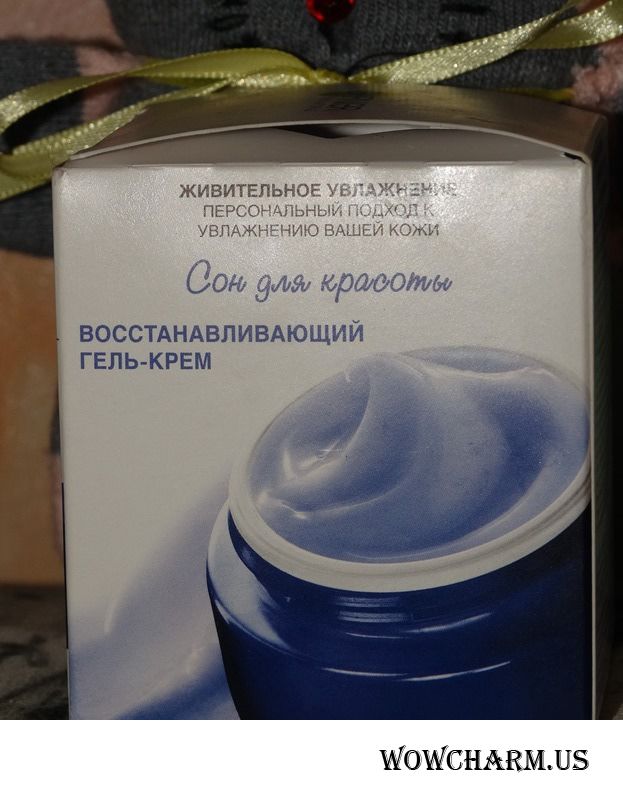 ЖИВИТЕЛЬНОЕ УВЛАЖНЕНИЕ
ПЕРСОНАЛЬНЫЙ ПОДХОД К
УВЛАЖНЕНИЮ ВАШЕЙ КОЖИ
Сон для красоты
ВОССТАНАВЛИВАЮЩИЙ
ГЕЛЬ-КРЕМ
WOWCHARM.US